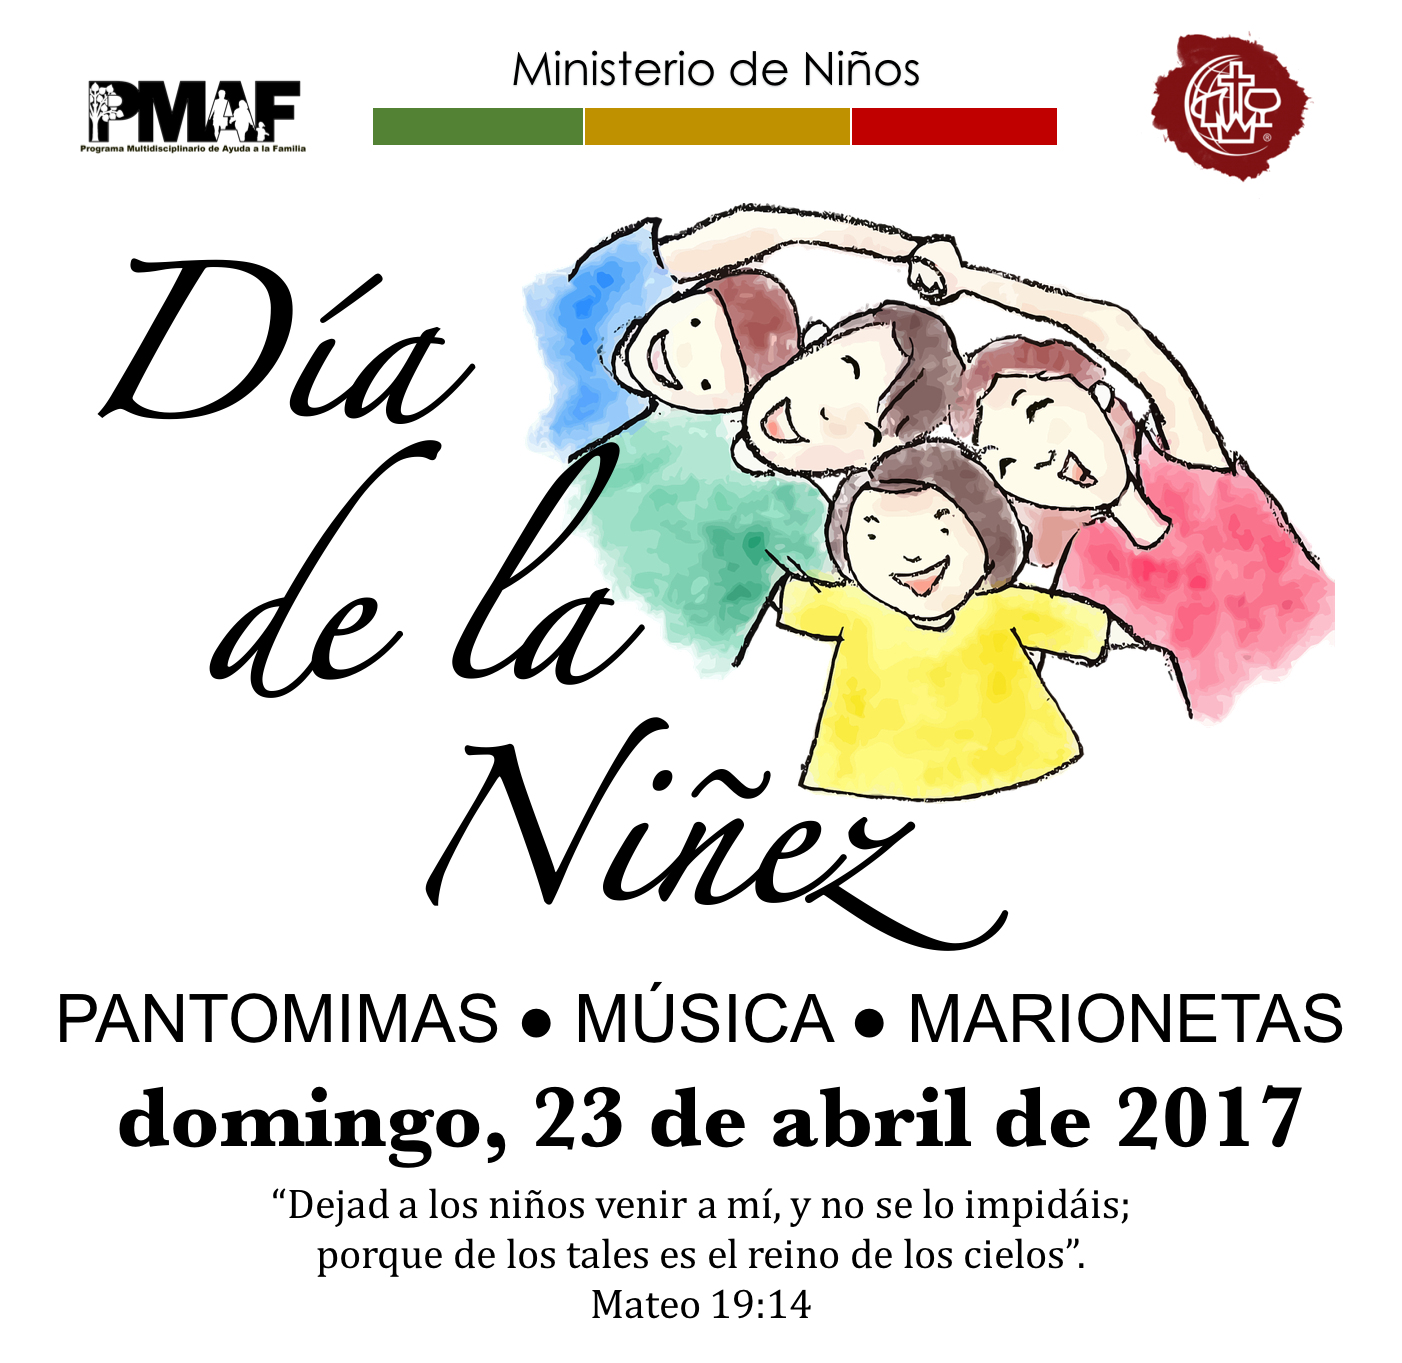 Ministerio de Niños
PMAF
Programa Multidisciplinario de Ayuda a la Familia
®
Día
de la
Niñez
PANTOMIMAS ● MÚSICA ● MARIONETAS
domingo, 23 de abril de 2017
“Dejad a los niños venir a mí, y no se lo impidáis;
porque de los tales es el reino de los cielos”.
Mateo 19:14